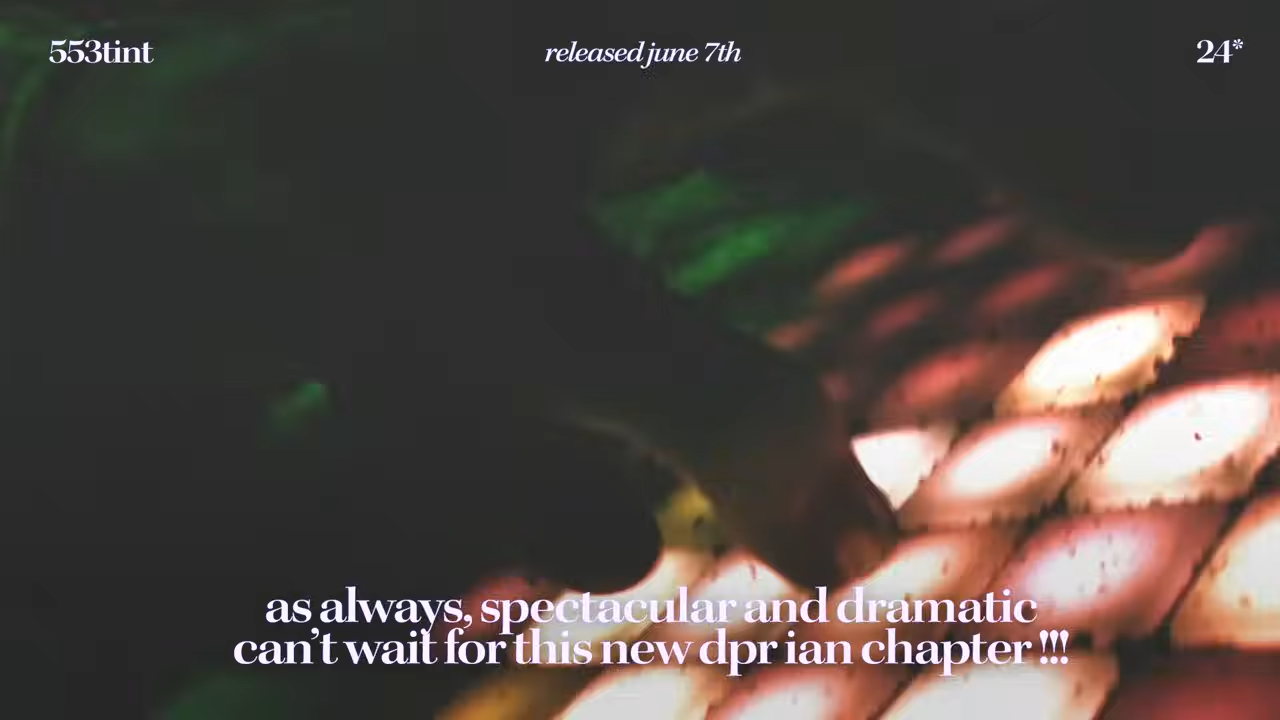 553tint
released june 7th
24*
as always, spectacular and dramatic
can't wait for this new dpr ian chapter !!!